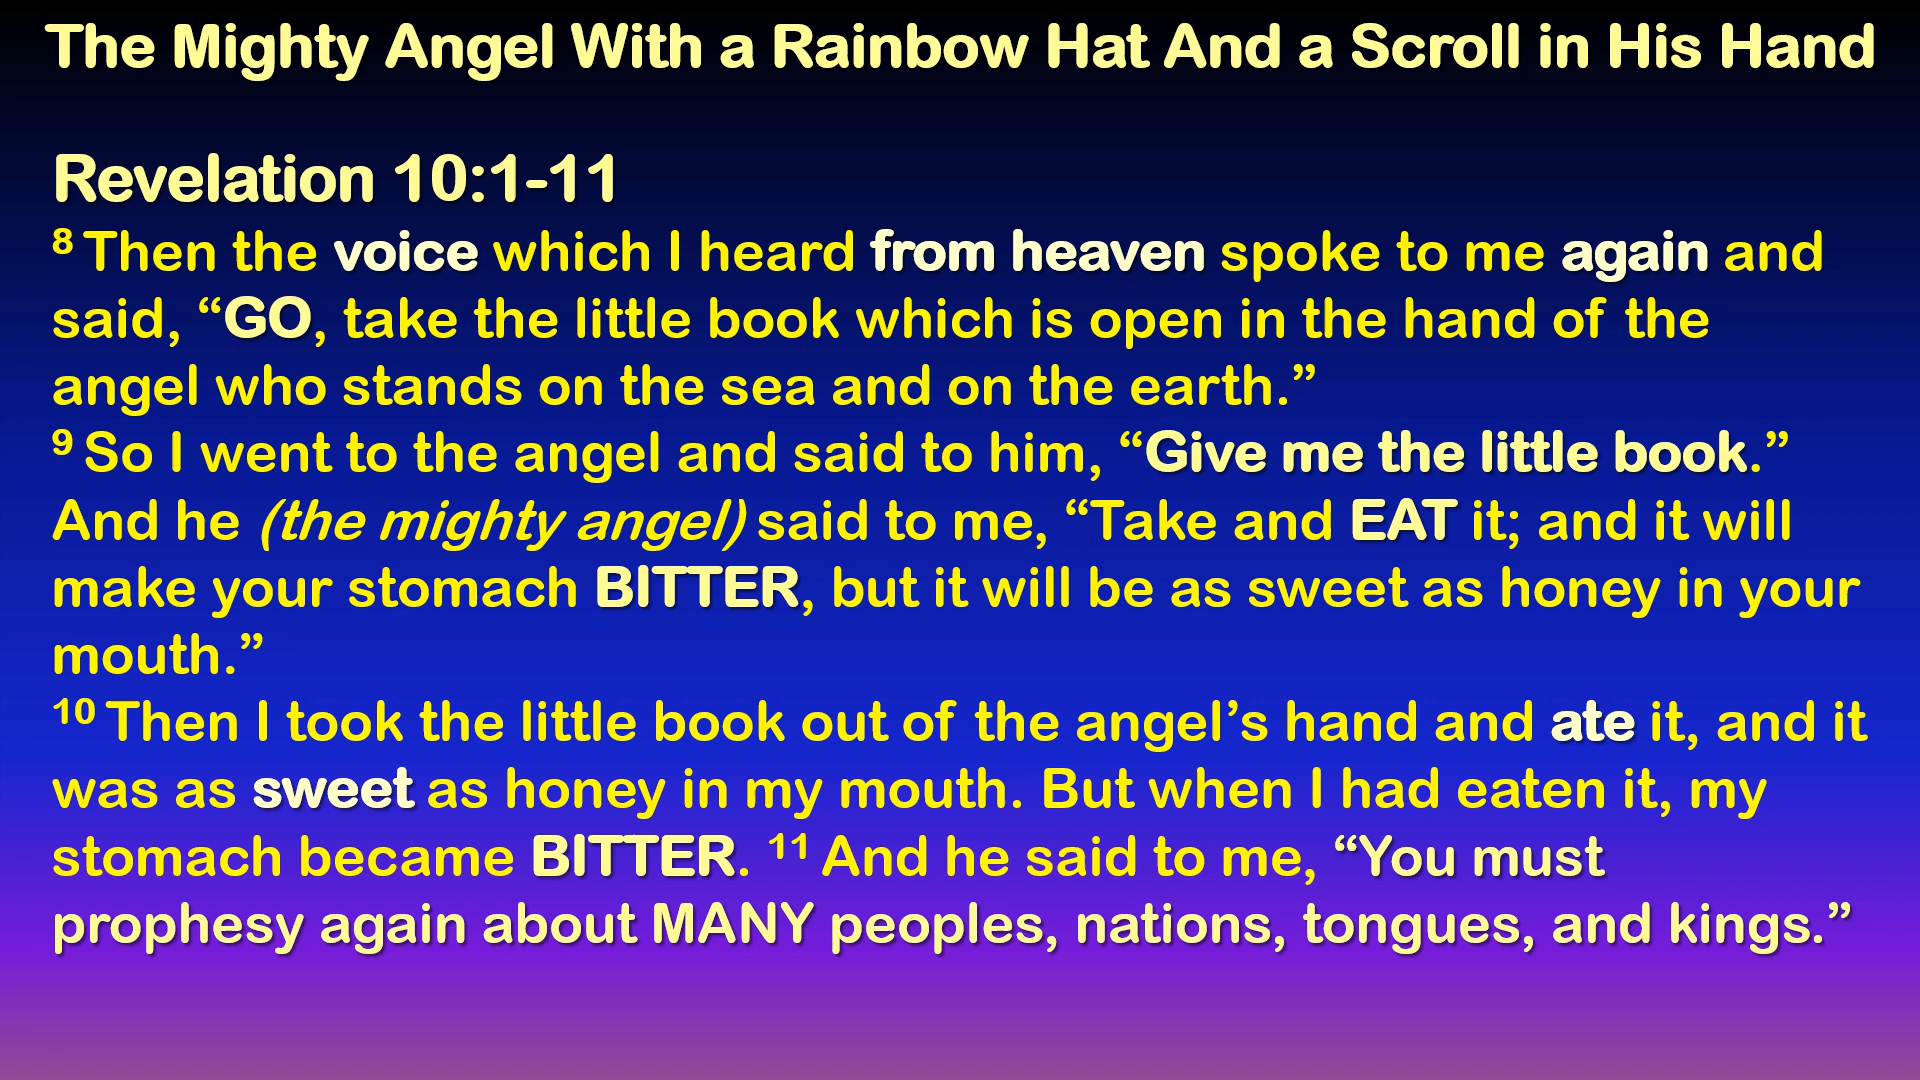 The Mighty Angel With a Rainbow Hat And a Scroll in His Hand
Revelation 10:1-11
8 Then the voice which I heard from heaven spoke to me again and
said, “GO, take the little book which is open in the hand of the
angel who stands on the sea and on the earth.”
9 So I went to the angel and said to him, “Give me the little book.”
And he (the mighty angel) said to me, “Take and EAT it; and it will
make your stomach BITTER, but it will be as sweet as honey in your
mouth.”
10 Then I took the little book out of the angel’s hand and ate it, and it
was as sweet as honey in my mouth. But when I had eaten it, my
stomach became BITTER. 11 And he said to me, “You must
prophesy again about MANY peoples, nations, tongues, and kings.”